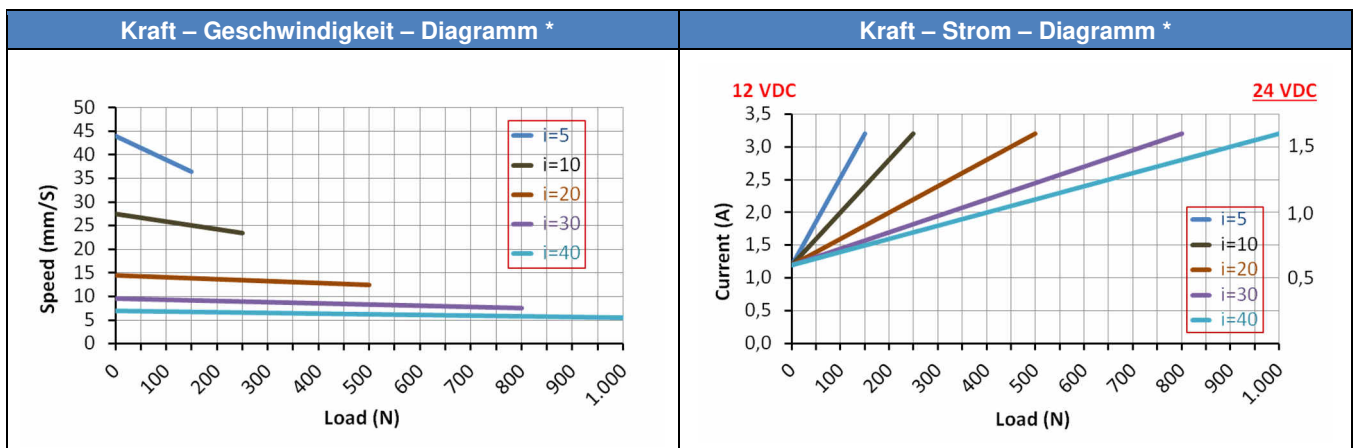 Kraft – Geschwindigkeit – Diagramm *
Speed (mm/S)
50
45
40
35
30
25
20
15
10
5
0
i=5
i=10
i=20
i=30
i=40
0
100
200
300
400
500
600
700
800
900
1.000
Load (N)
Kraft – Strom – Diagramm *
12 VDC
24 VDC
Current (A)
3,5
3,0
2,5
2,0
1,5
1,0
0,5
0,0
1,5
1,0
0,5
i=5
i=10
i=20
i=30
i=40
0
100
200
300
400
500
600
700
800
900
1.000
Load (N)